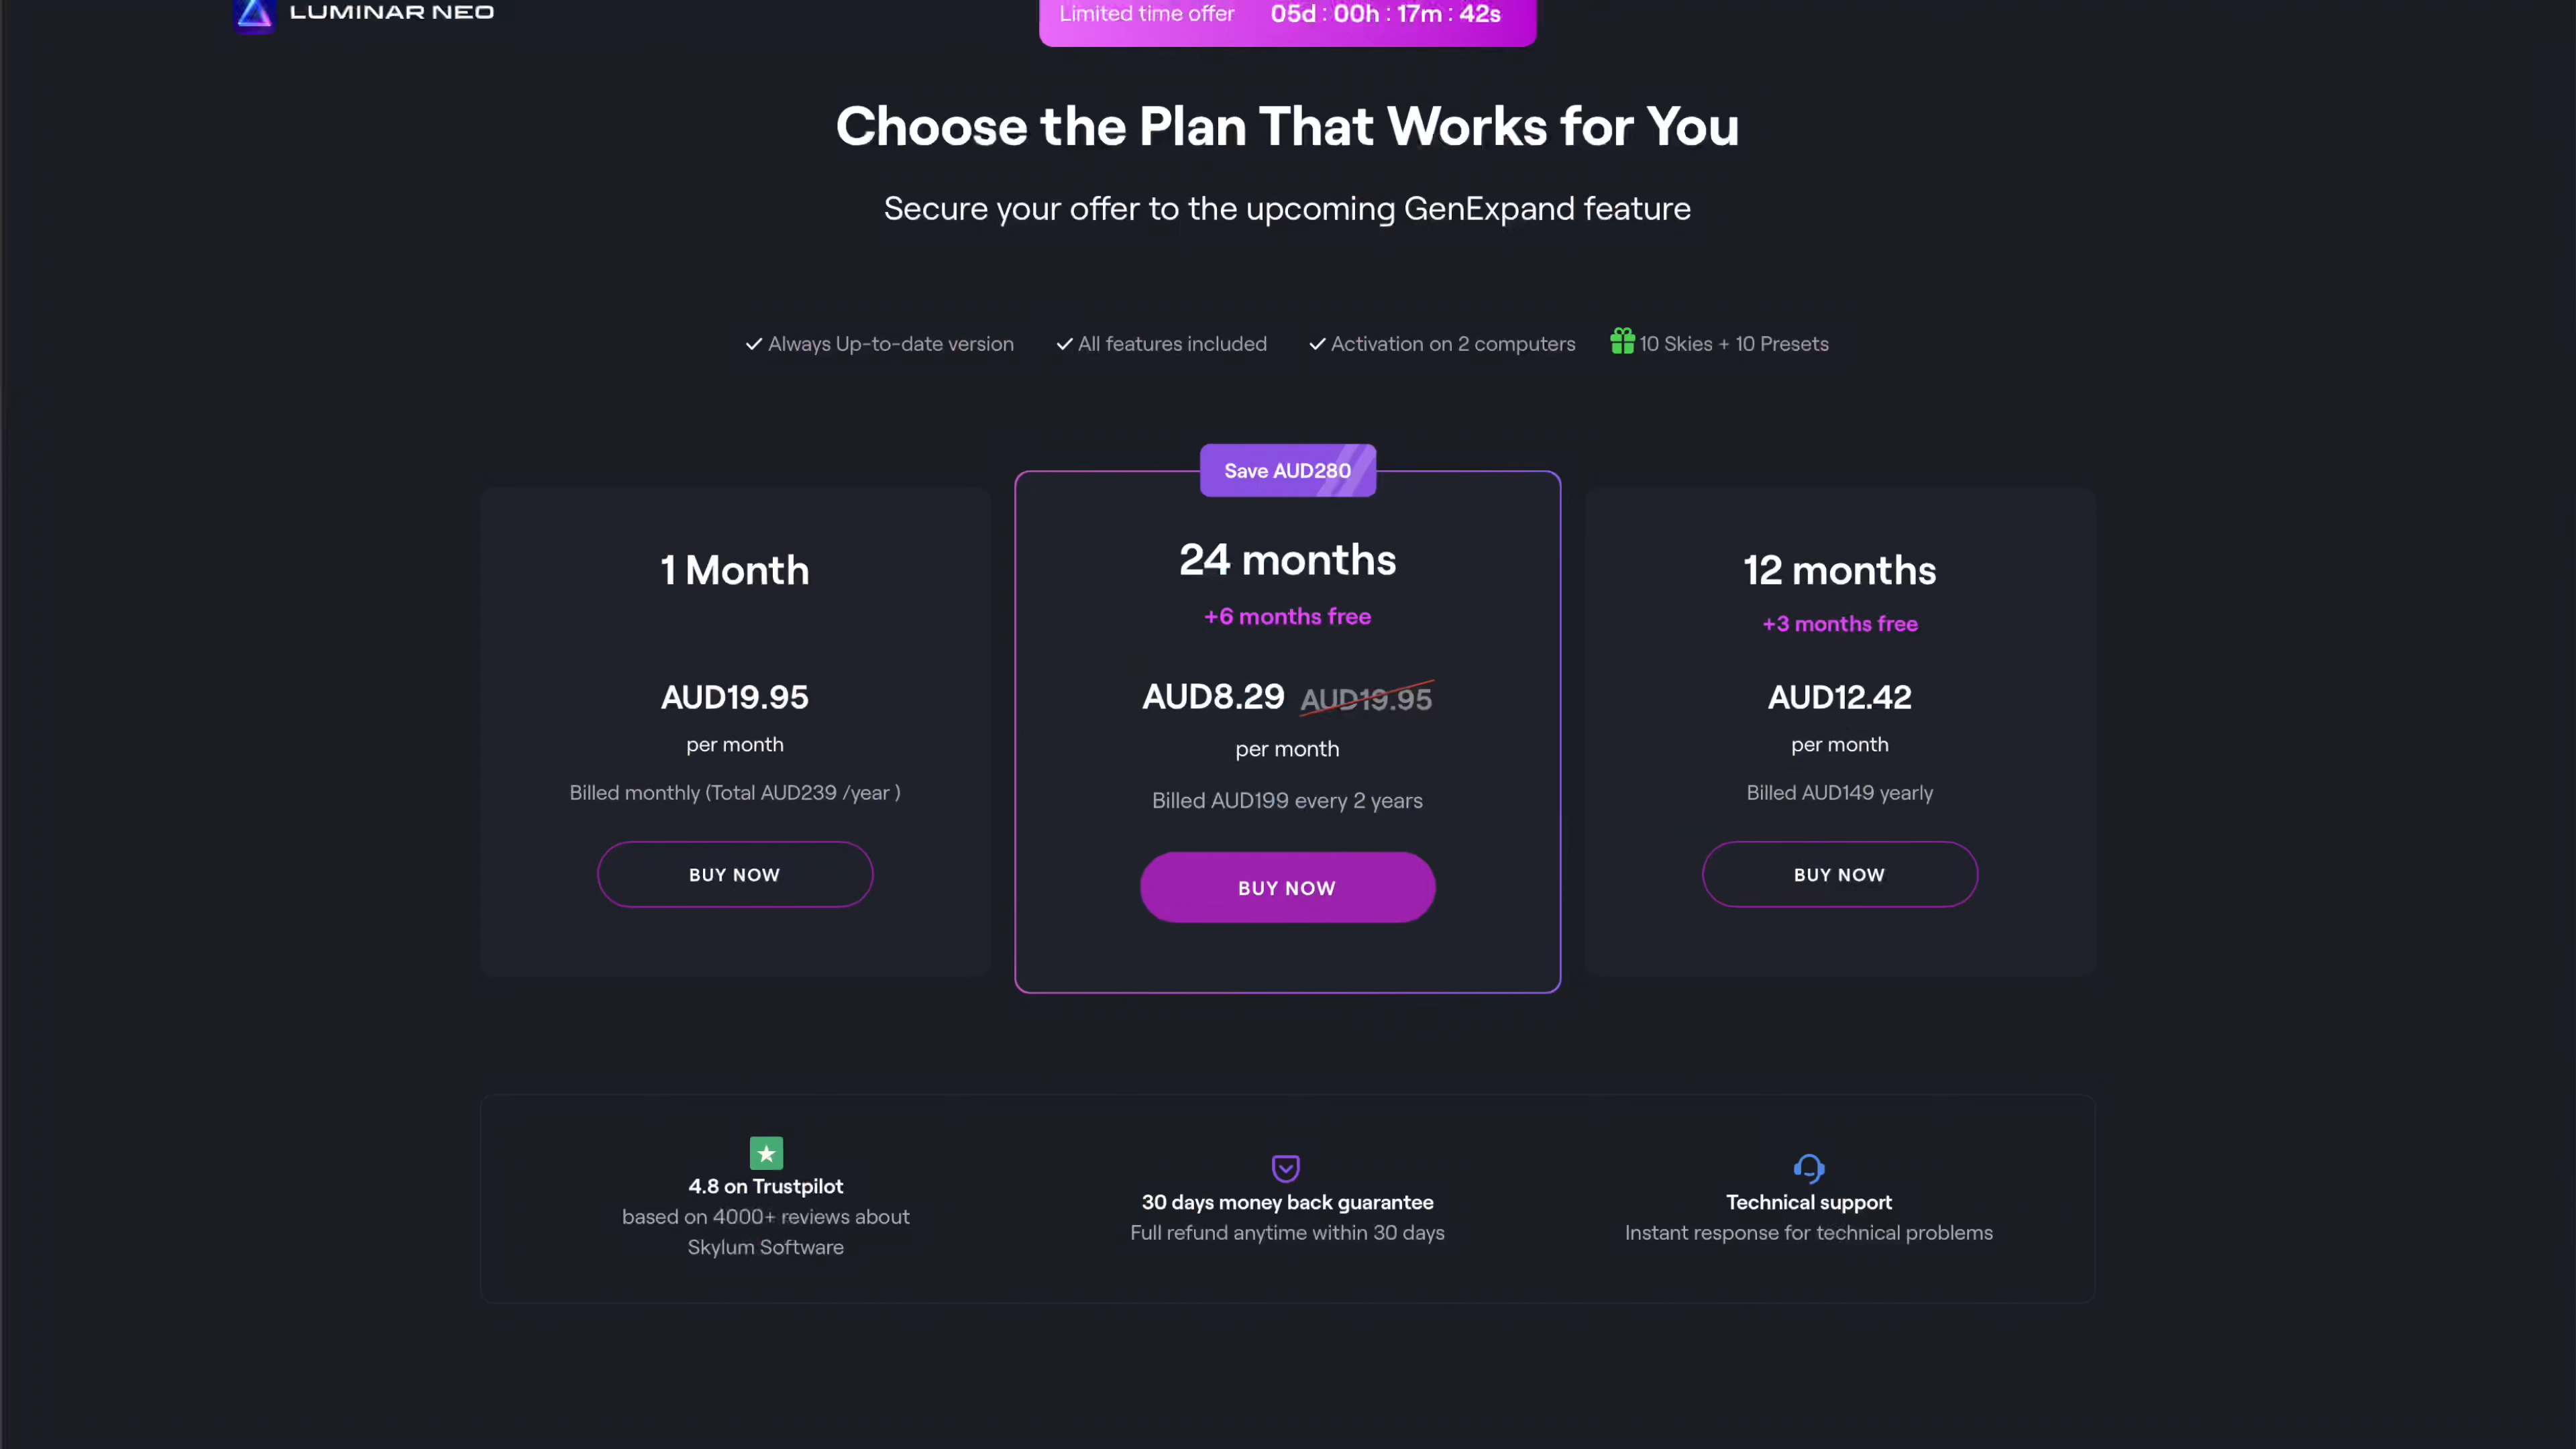 LUMINAR NEO
Limited time offer 05d : 00h : 17m : 42s
Choose the Plan That Works for You
Secure your offer to the upcoming GenExpand feature
Always Up-to-date version
All features included
Activation on 2 computers
10 Skies + 10 Presets
1 Month
AUD19.95
per month
Billed monthly (Total AUD239 /year )
BUY NOW
Save AUD280
24 months
+6 months free
AUD8.29 AUD19.95
per month
Billed AUD199 every 2 years
BUY NOW
12 months
+3 months free
AUD12.42
per month
Billed AUD149 yearly
BUY NOW
4.8 on Trustpilot
based on 4000+ reviews about
Skylum Software
30 days money back guarantee
Full refund anytime within 30 days
Technical support
Instant response for technical problems